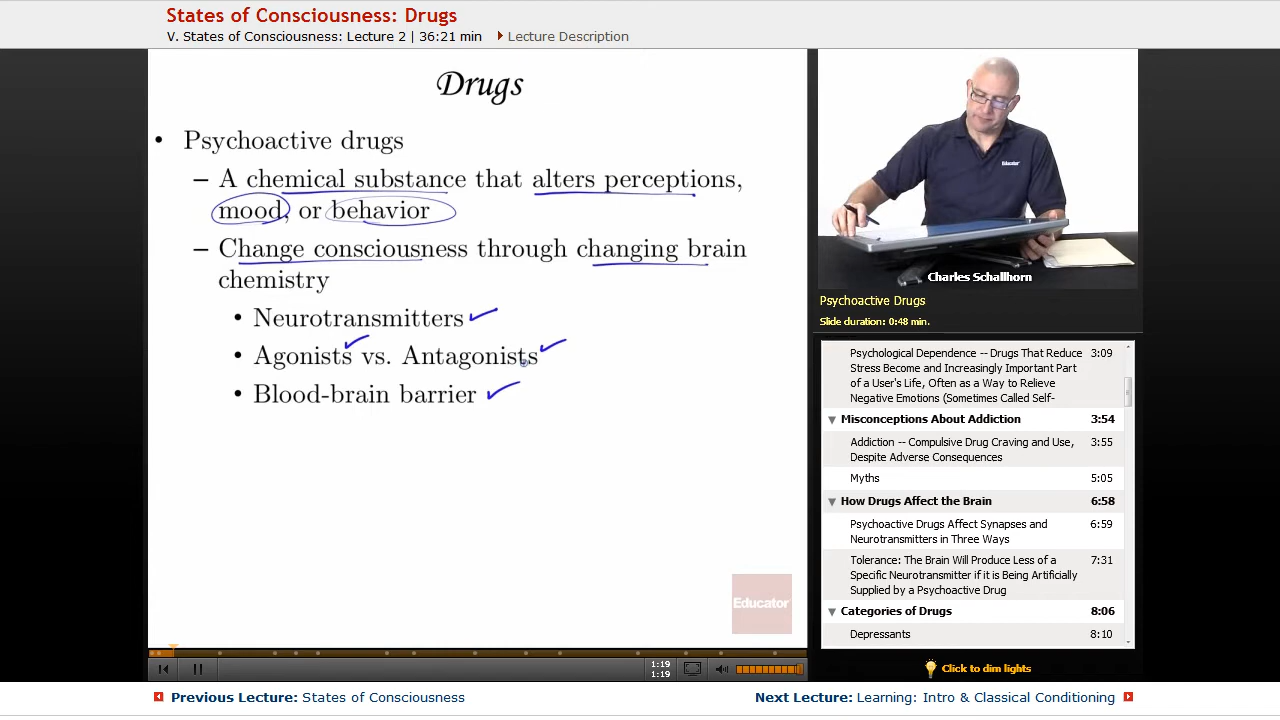 States of Consciousness: Drugs
V. States of Consciousness: Lecture 2 | 36:21 min
Lecture Description
Drugs
• Psychoactive drugs
– A chemical substance that alters perceptions,
mood, or behavior
– Change consciousness through changing brain
chemistry
• Neurotransmitters
• Agonists vs. Antagonists
• Blood-brain barrier
Educator
1:19
1:19
Educator
Charles Schallhorn
Psychoactive Drugs
Slide duration: 0:48 min.
Psychological Dependence -- Drugs That Reduce 3:09
Stress Become and Increasingly Important Part
of a User's Life, Often as a Way to Relieve
Negative Emotions (Sometimes Called Self-
Misconceptions About Addiction 3:54
Addiction -- Compulsive Drug Craving and Use, 3:55
Despite Adverse Consequences
Myths 5:05
How Drugs Affect the Brain 6:58
Psychoactive Drugs Affect Synapses and 6:59
Neurotransmitters in Three Ways
Tolerance: The Brain Will Produce Less of a 7:31
Specific Neurotransmitter if it is Being Artificially
Supplied by a Psychoactive Drug
Categories of Drugs 8:06
Depressants 8:10
Click to dim lights
Previous Lecture: States of Consciousness
Next Lecture: Learning: Intro & Classical Conditioning